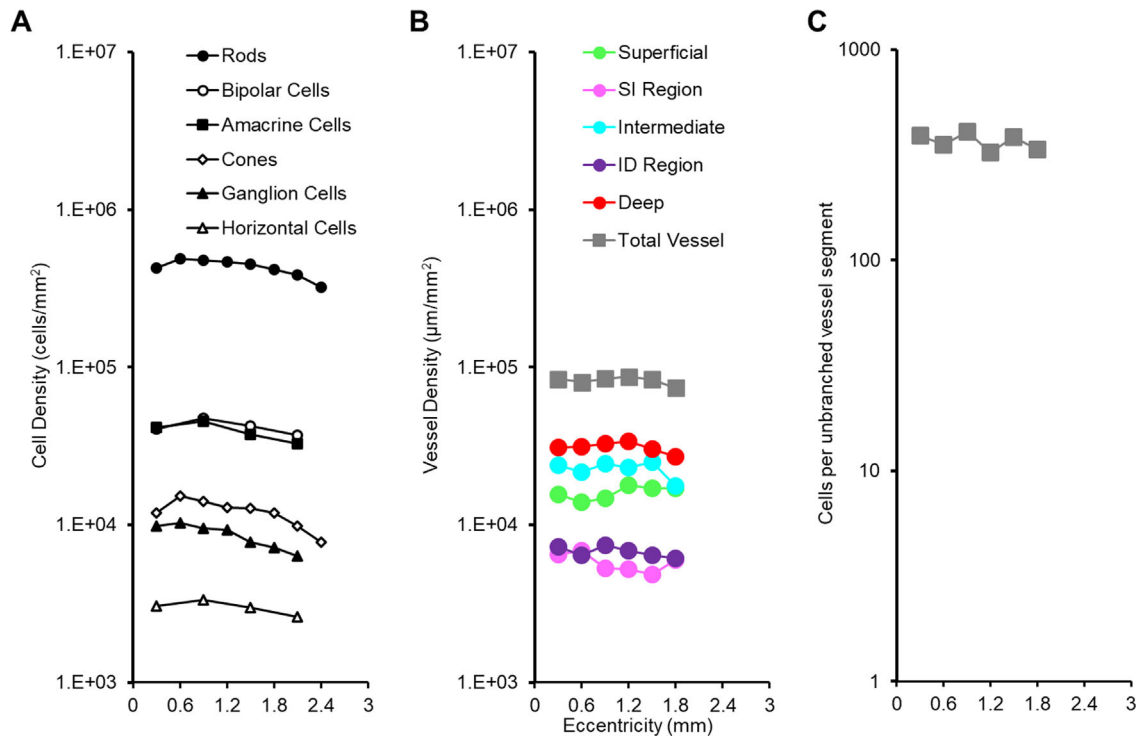 A
Cell Density (cells/mm²)
1.E+07
1.E+06
1.E+05
1.E+04
1.E+03
Rods
Bipolar Cells
Amacrine Cells
Cones
Ganglion Cells
Horizontal Cells
0 0.6 1.2 1.8 2.4 3
B
Vessel Density (µm/mm²)
1.E+07
1.E+06
1.E+05
1.E+04
1.E+03
Superficial
SI Region
Intermediate
ID Region
Deep
Total Vessel
0 0.6 1.2 1.8 2.4 3
Eccentricity (mm)
C
Cells per unbranched vessel segment
1000
100
10
1
0 0.6 1.2 1.8 2.4 3